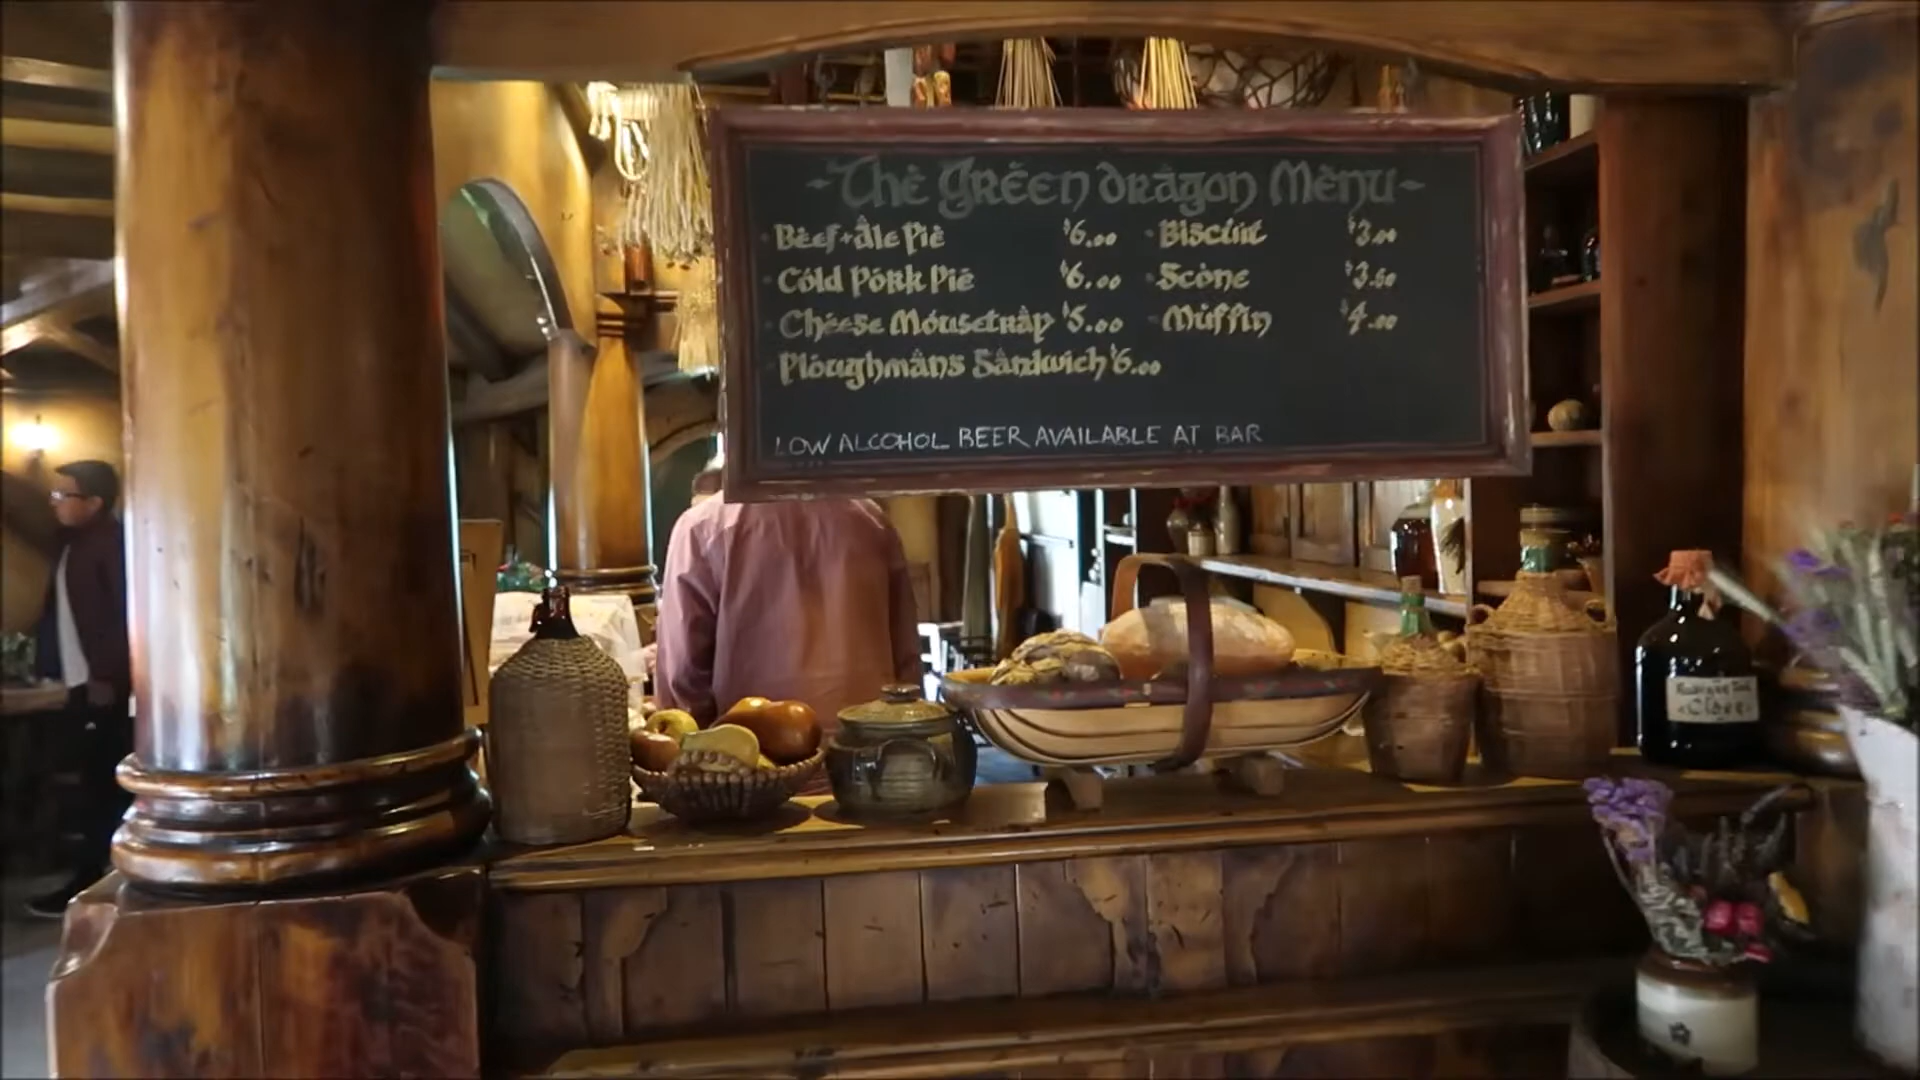 -The Green Dragon Menu-
Beef+ale Pie $6.00
Cold Pork Pie $6.00
Cheese Mousetrap $5.00
Ploughmans Sandwich $6.00
Biscuit $3.00
Scone $3.50
Muffin $4.00
LOW ALCOHOL BEER AVAILABLE AT BAR